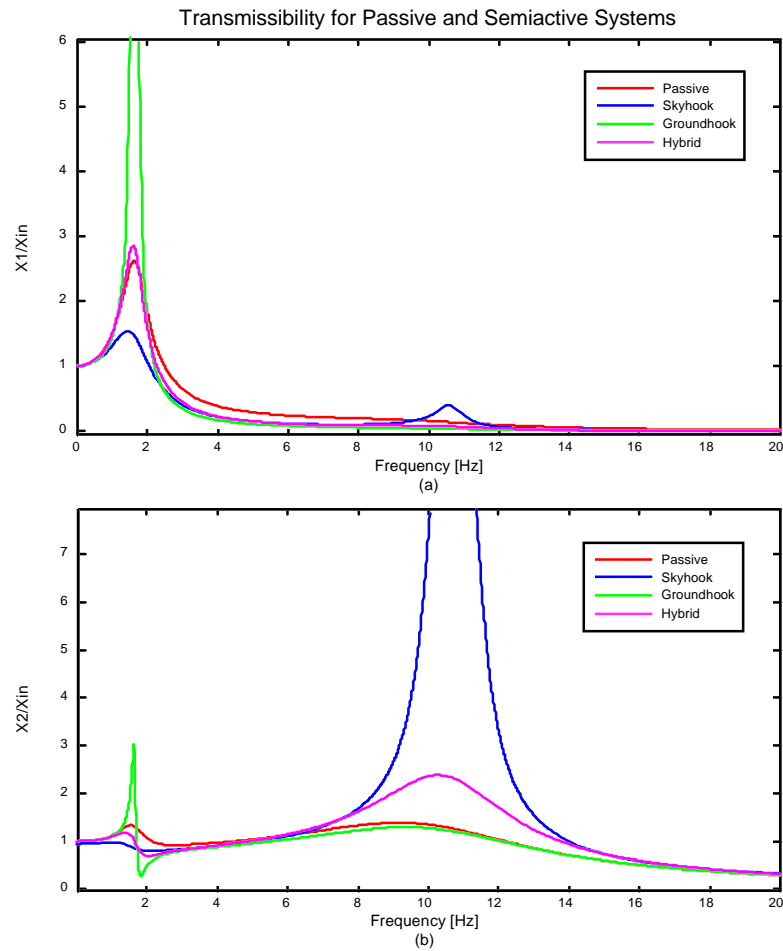 Transmissibility for Passive and Semiactive Systems
6
5
4
3
2
1
0
X1/Xin
Passive
Skyhook
Groundhook
Hybrid
0 2 4 6 8 10 12 14 16 18 20
Frequency [Hz]
(a)
7
6
5
4
3
2
1
0
X2/Xin
Passive
Skyhook
Groundhook
Hybrid
2 4 6 8 10 12 14 16 18 20
Frequency [Hz]
(b)